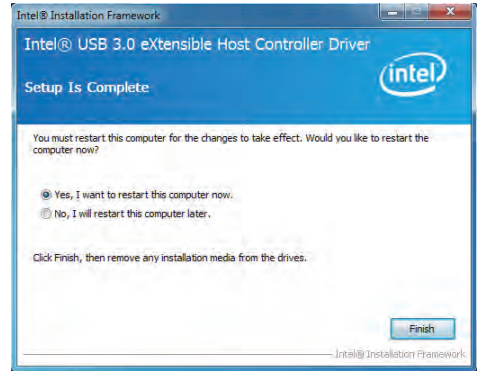 Intel® Installation Framework
Intel® USB 3.0 eXtensible Host Controller Driver
Setup Is Complete
intel®
You must restart this computer for the changes to take effect. Would you like to restart the
computer now?
Yes, I want to restart this computer now.
No, I will restart this computer later.
Click Finish, then remove any installation media from the drives.
Finish
Intel® Installation Framework